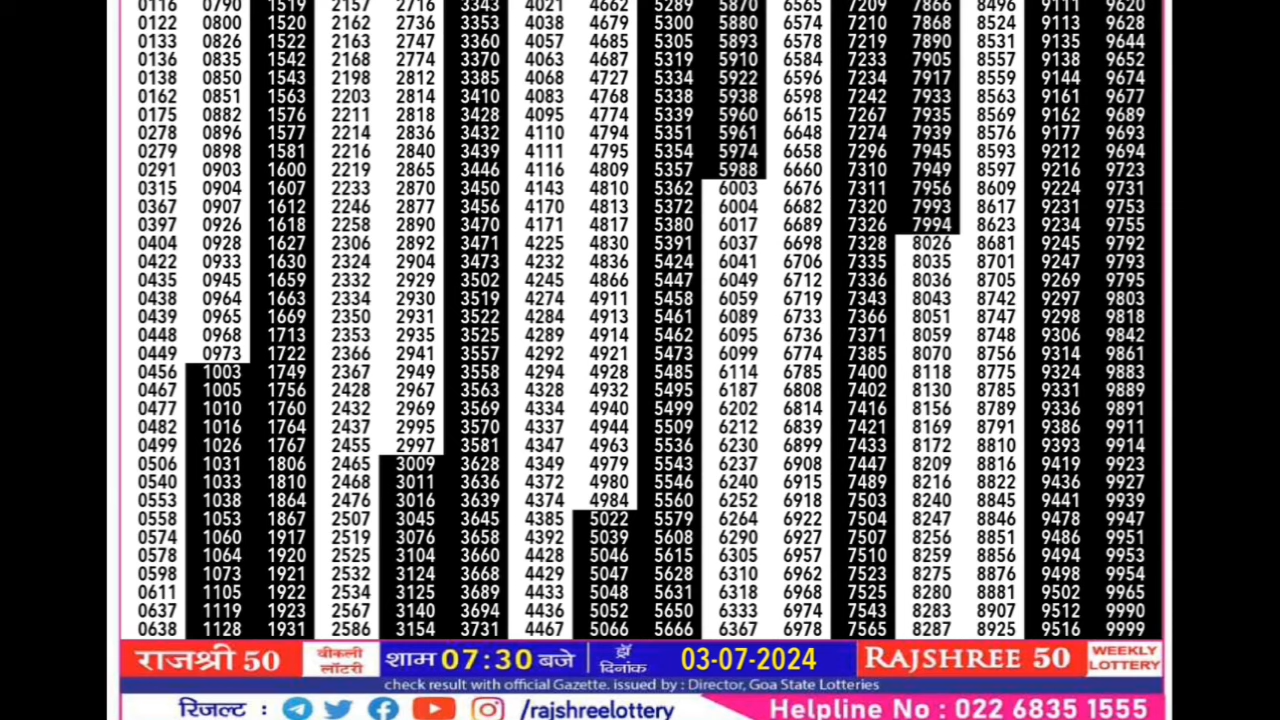 0116 0790 1519 2157 2716 3343 4021 4662 5289 5870 6565 7209 7866 8496 9111 9620
0122 0800 1520 2162 2736 3353 4038 4679 5300 5880 6574 7210 7868 8524 9113 9628
0133 0826 1522 2163 2747 3360 4057 4685 5305 5893 6578 7219 7890 8531 9135 9644
0136 0835 1542 2168 2774 3370 4063 4687 5319 5910 6584 7233 7905 8557 9138 9652
0138 0850 1543 2198 2812 3385 4068 4727 5334 5922 6596 7234 7917 8559 9144 9674
0162 0851 1563 2203 2814 3410 4083 4768 5338 5938 6598 7242 7933 8563 9161 9677
0175 0882 1576 2211 2818 3428 4095 4774 5339 5960 6615 7267 7935 8569 9162 9689
0278 0896 1577 2214 2836 3432 4110 4794 5351 5961 6648 7274 7939 8576 9177 9693
0279 0898 1581 2216 2840 3439 4111 4795 5354 5974 6658 7296 7945 8593 9212 9694
0291 0903 1600 2219 2865 3446 4116 4809 5357 5988 6660 7310 7949 8597 9216 9723
0315 0904 1607 2233 2870 3450 4143 4810 5362 6003 6676 7311 7956 8609 9224 9731
0367 0907 1612 2246 2877 3456 4170 4813 5372 6004 6682 7320 7993 8617 9231 9753
0397 0926 1618 2258 2890 3470 4171 4817 5380 6017 6689 7326 7994 8623 9234 9755
0404 0928 1627 2306 2892 3471 4225 4830 5391 6037 6698 7328 8026 8681 9245 9792
0422 0933 1630 2324 2904 3473 4232 4836 5424 6041 6706 7335 8035 8701 9247 9793
0435 0945 1659 2332 2929 3502 4245 4866 5447 6049 6712 7336 8036 8705 9269 9795
0438 0964 1663 2334 2930 3519 4274 4911 5458 6059 6719 7343 8043 8742 9297 9803
0439 0965 1669 2350 2931 3522 4284 4913 5461 6089 6733 7366 8051 8747 9298 9818
0448 0968 1713 2353 2935 3525 4289 4914 5462 6095 6736 7371 8059 8748 9306 9842
0449 0973 1722 2366 2941 3557 4292 4921 5473 6099 6774 7385 8070 8756 9314 9861
0456 1003 1749 2367 2949 3558 4294 4928 5485 6114 6785 7400 8118 8775 9324 9883
0467 1005 1756 2428 2967 3563 4328 4932 5495 6187 6808 7402 8130 8785 9331 9889
0477 1010 1760 2432 2969 3569 4334 4940 5499 6202 6814 7416 8156 8789 9336 9891
0482 1016 1764 2437 2995 3570 4337 4944 5509 6212 6839 7421 8169 8791 9386 9911
0499 1026 1767 2455 2997 3581 4347 4963 5536 6230 6899 7433 8172 8810 9393 9914
0506 1031 1806 2465 3009 3628 4349 4979 5543 6237 6908 7447 8209 8816 9419 9923
0540 1033 1810 2468 3011 3636 4372 4980 5546 6240 6915 7489 8216 8822 9436 9927
0553 1038 1864 2476 3016 3639 4374 4984 5560 6252 6918 7503 8240 8845 9441 9939
0558 1053 1867 2507 3045 3645 4385 5022 5579 6264 6922 7504 8247 8846 9478 9947
0574 1060 1917 2519 3076 3658 4392 5039 5608 6290 6927 7507 8256 8851 9486 9951
0578 1064 1920 2525 3104 3660 4428 5046 5615 6305 6957 7510 8259 8856 9494 9953
0598 1073 1921 2532 3124 3668 4429 5047 5628 6310 6962 7523 8275 8876 9498 9954
0611 1105 1922 2534 3125 3689 4433 5048 5631 6318 6968 7525 8280 8881 9502 9965
0637 1119 1923 2567 3140 3694 4436 5052 5650 6333 6974 7543 8283 8907 9512 9990
0638 1128 1931 2586 3154 3731 4467 5066 5666 6367 6978 7565 8287 8925 9516 9999
राजश्री 50 वीकली लॉटरी शाम 07:30 बजे ड्रॉ दिनांक 03-07-2024 RAJSHREE 50 WEEKLY LOTTERY
check result with official Gazette. issued by : Director, Goa State Lotteries
रिजल्ट : /rajshreelottery Helpline No : 022 6835 1555